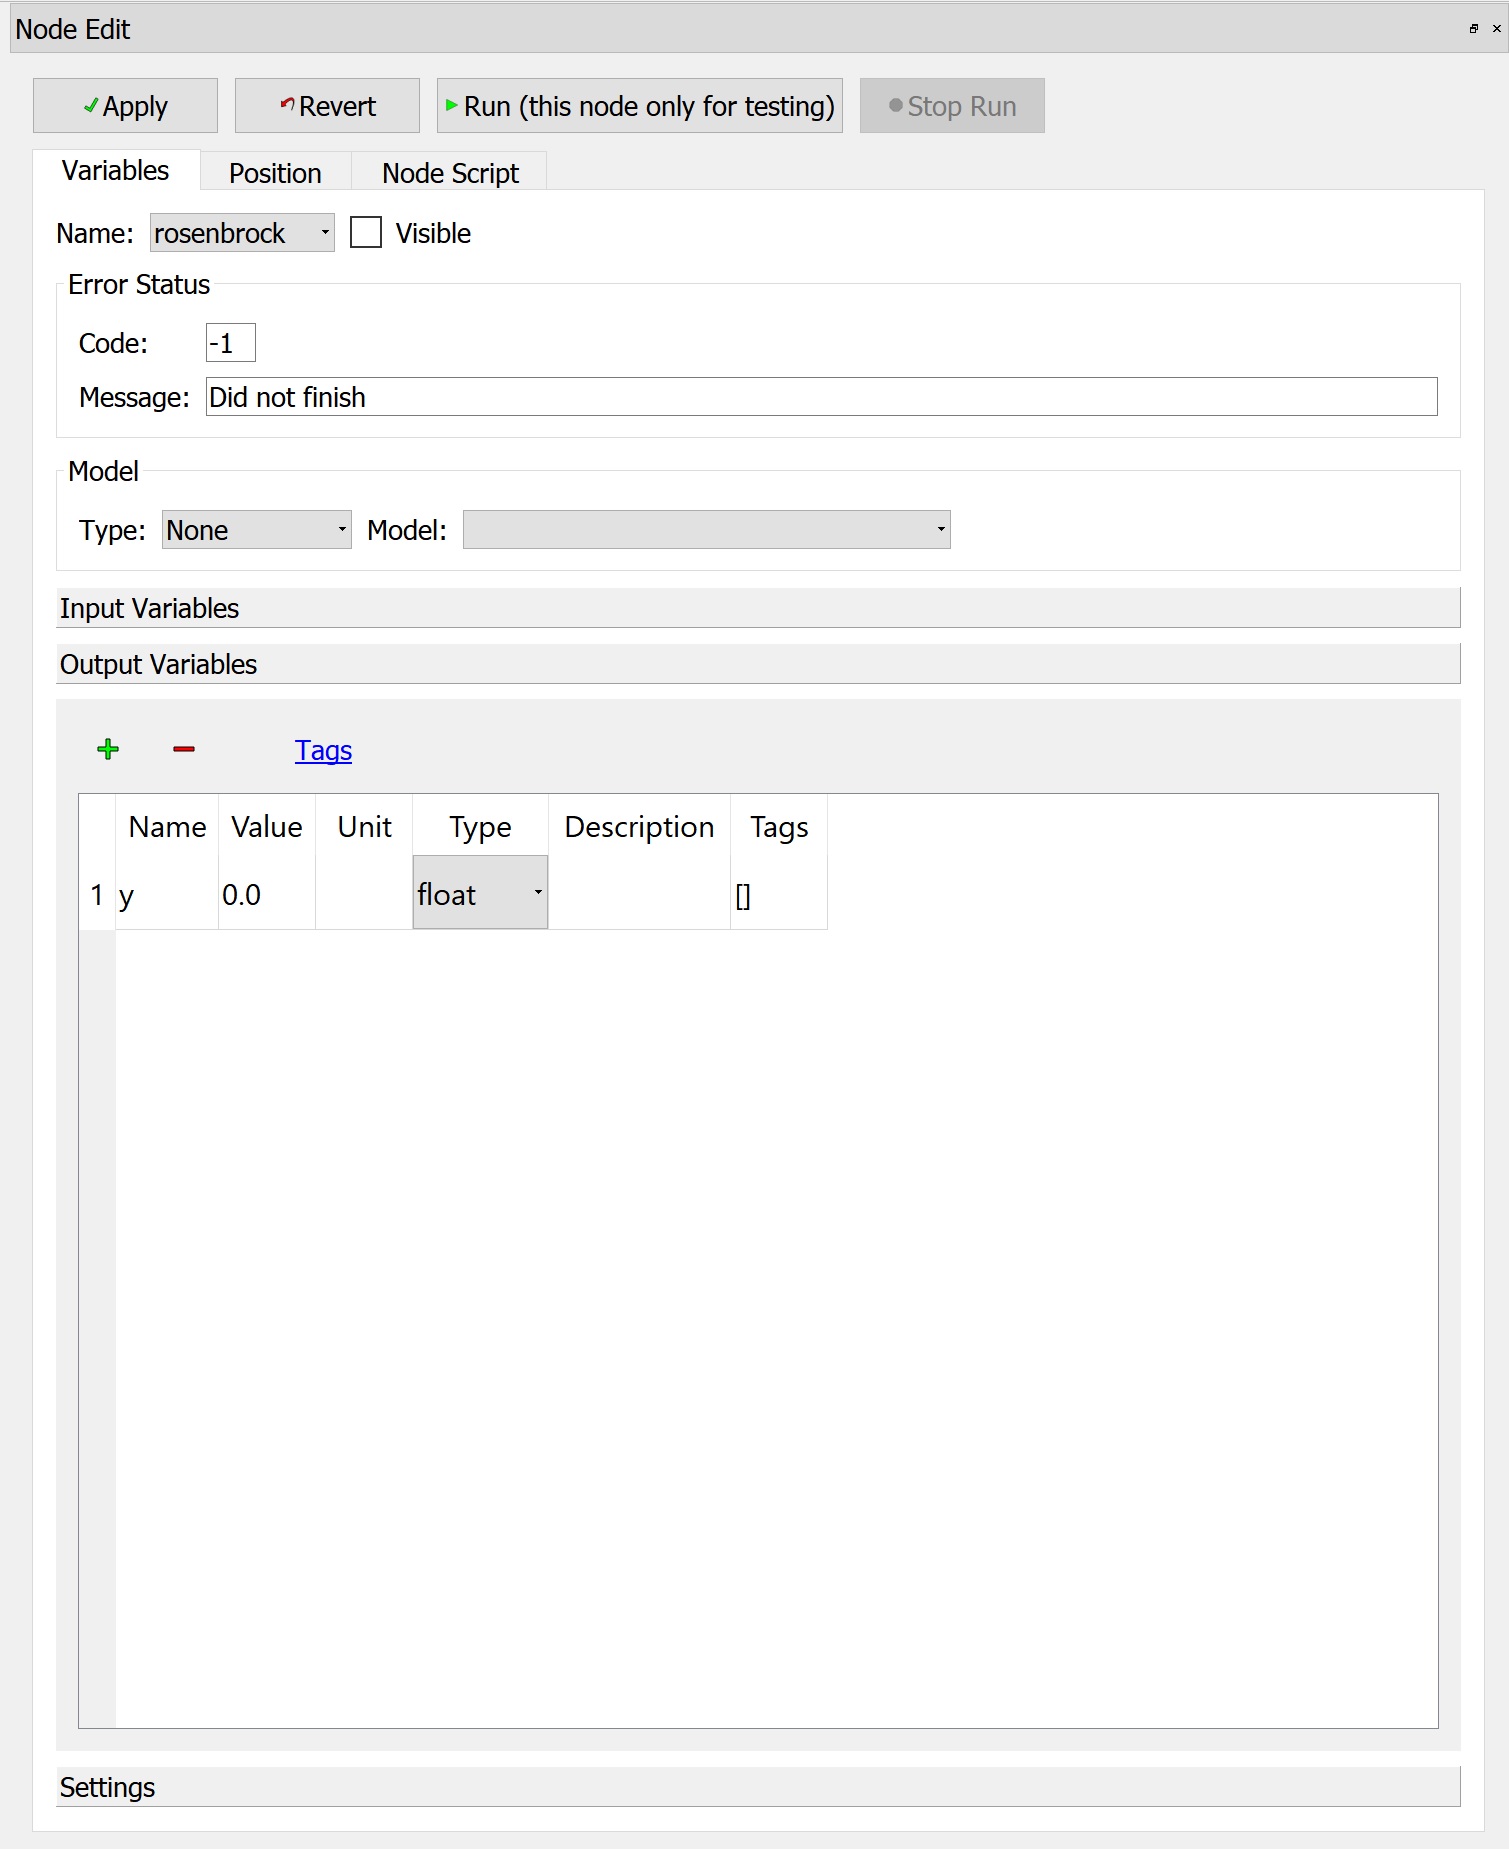 Node Edit
Apply Revert Run (this node only for testing) Stop Run
Variables Position Node Script
Name: rosenbrock Visible
Error Status
Code: -1
Message: Did not finish
Model
Type: None Model:
Input Variables
Output Variables
Tags
Name Value Unit Type Description Tags
1 y 0.0 float []
Settings